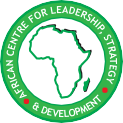 AFRICAN CENTRE FOR LEADERSHIP, STRATEGY
& DEVELOPMENT